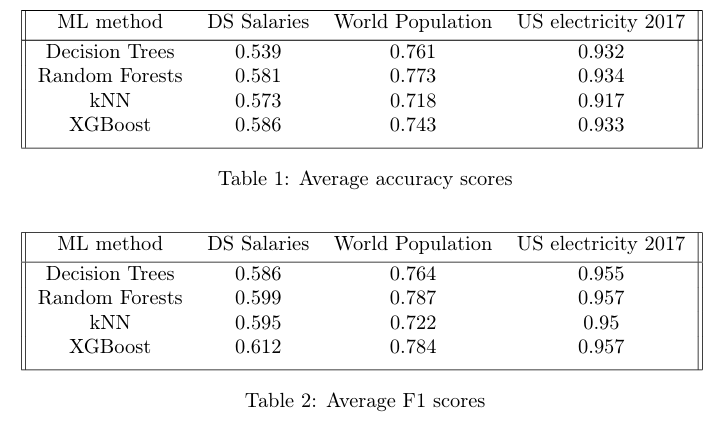 ML method DS Salaries World Population US electricity 2017
Decision Trees 0.539 0.761 0.932
Random Forests 0.581 0.773 0.934
kNN 0.573 0.718 0.917
XGBoost 0.586 0.743 0.933
Table 1: Average accuracy scores
ML method DS Salaries World Population US electricity 2017
Decision Trees 0.586 0.764 0.955
Random Forests 0.599 0.787 0.957
kNN 0.595 0.722 0.95
XGBoost 0.612 0.784 0.957
Table 2: Average F1 scores